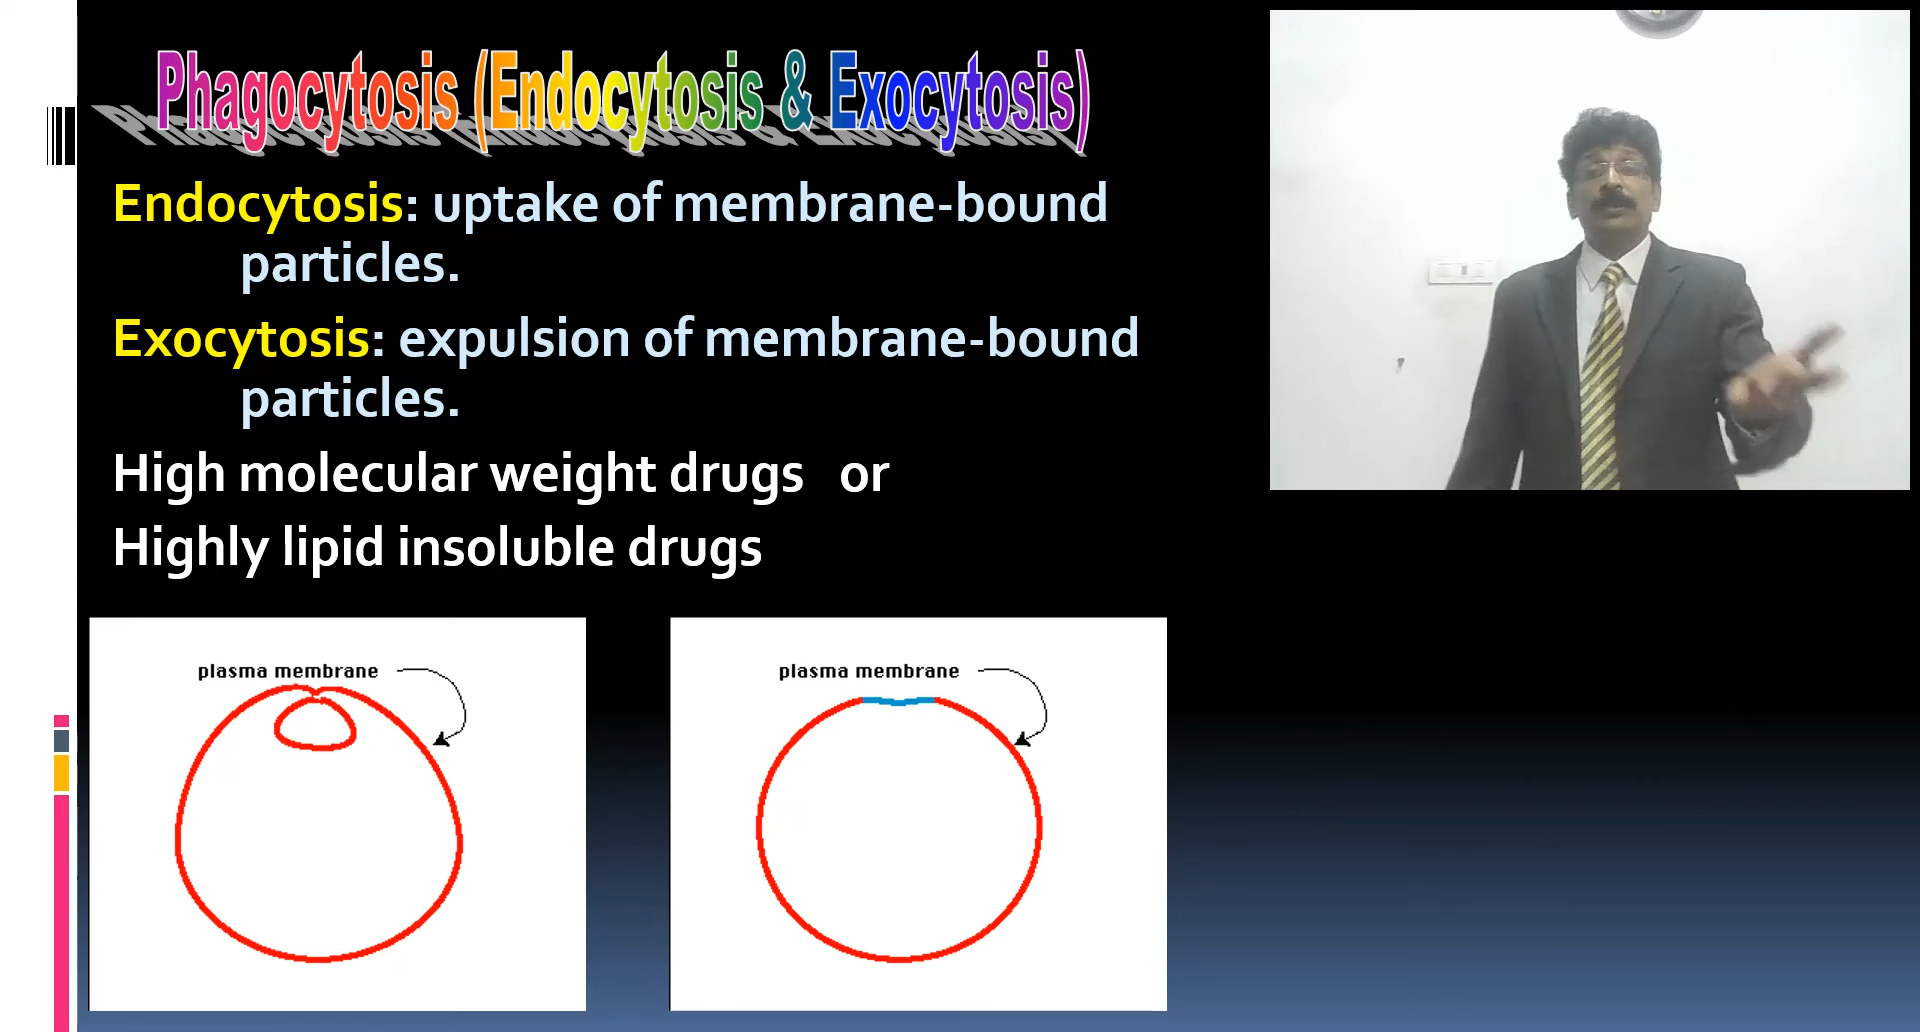 Phagocytosis (Endocytosis & Exocytosis)
Endocytosis: uptake of membrane-bound
particles.
Exocytosis: expulsion of membrane-bound
particles.
High molecular weight drugs or
Highly lipid insoluble drugs
plasma membrane
plasma membrane